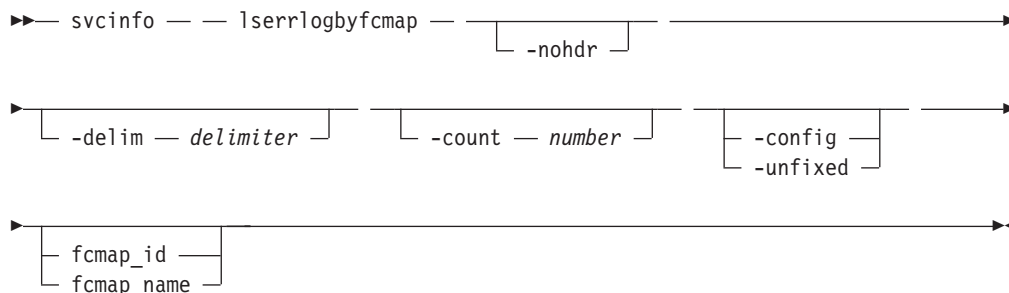 svcinfo lserrlogbyfcmap
-nohdr
-delim delimiter -count number -config
-unfixed
fcmap_id
fcmap_name